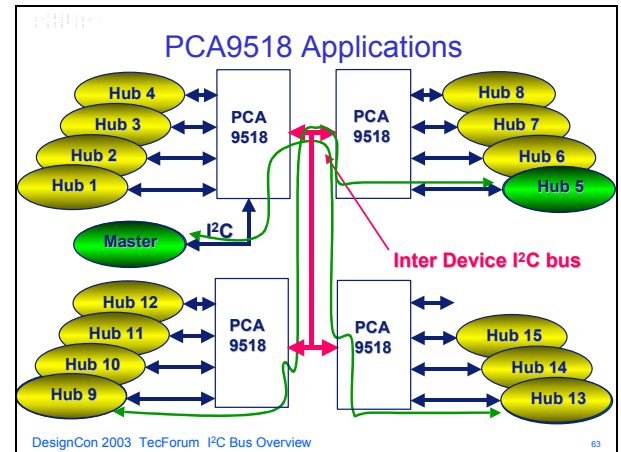 PCA9518 Applications
Hub 4
Hub 3
Hub 2
Hub 1
PCA
9518
PCA
9518
Hub 8
Hub 7
Hub 6
Hub 5
Master
I²C
Inter Device I²C bus
Hub 12
Hub 11
Hub 10
Hub 9
PCA
9518
PCA
9518
Hub 15
Hub 14
Hub 13
DesignCon 2003 TecForum I²C Bus Overview
63